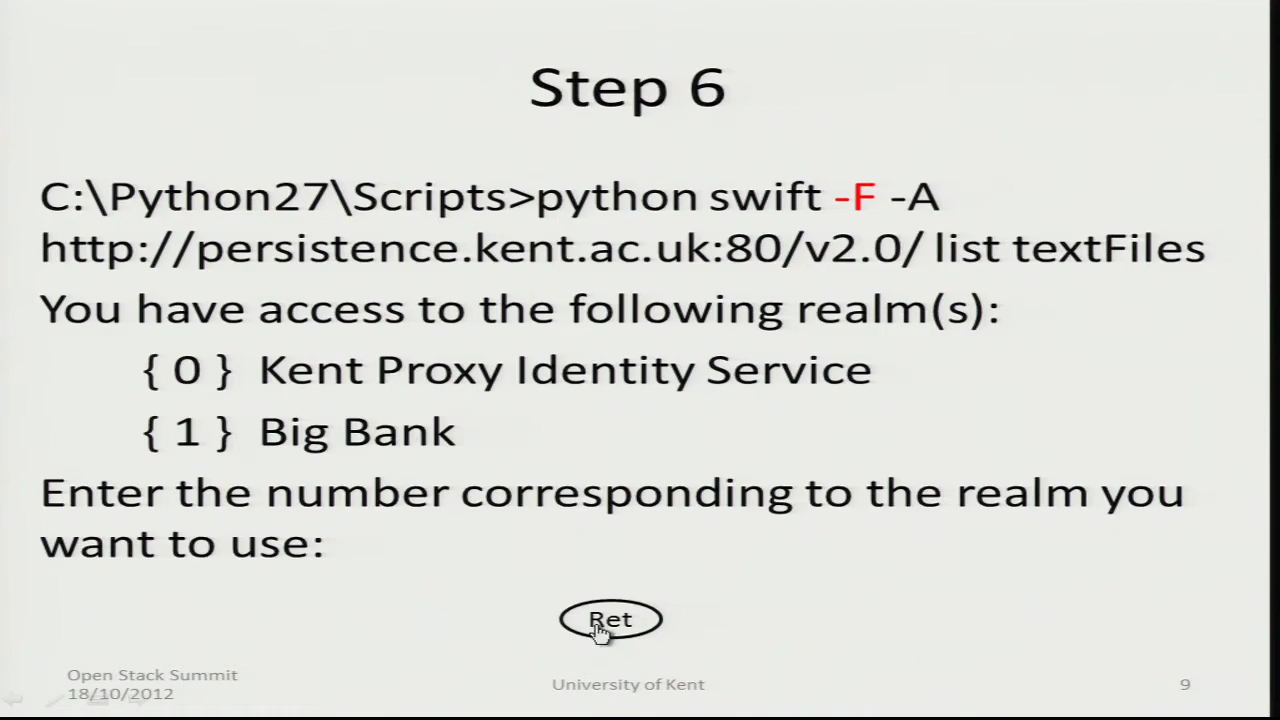 Step 6
C:\Python27\Scripts>python swift -F -A
http://persistence.kent.ac.uk:80/v2.0/ list textFiles
You have access to the following realm(s):
{ 0 } Kent Proxy Identity Service
{ 1 } Big Bank
Enter the number corresponding to the realm you
want to use:
Ret
Open Stack Summit
18/10/2012
University of Kent
9